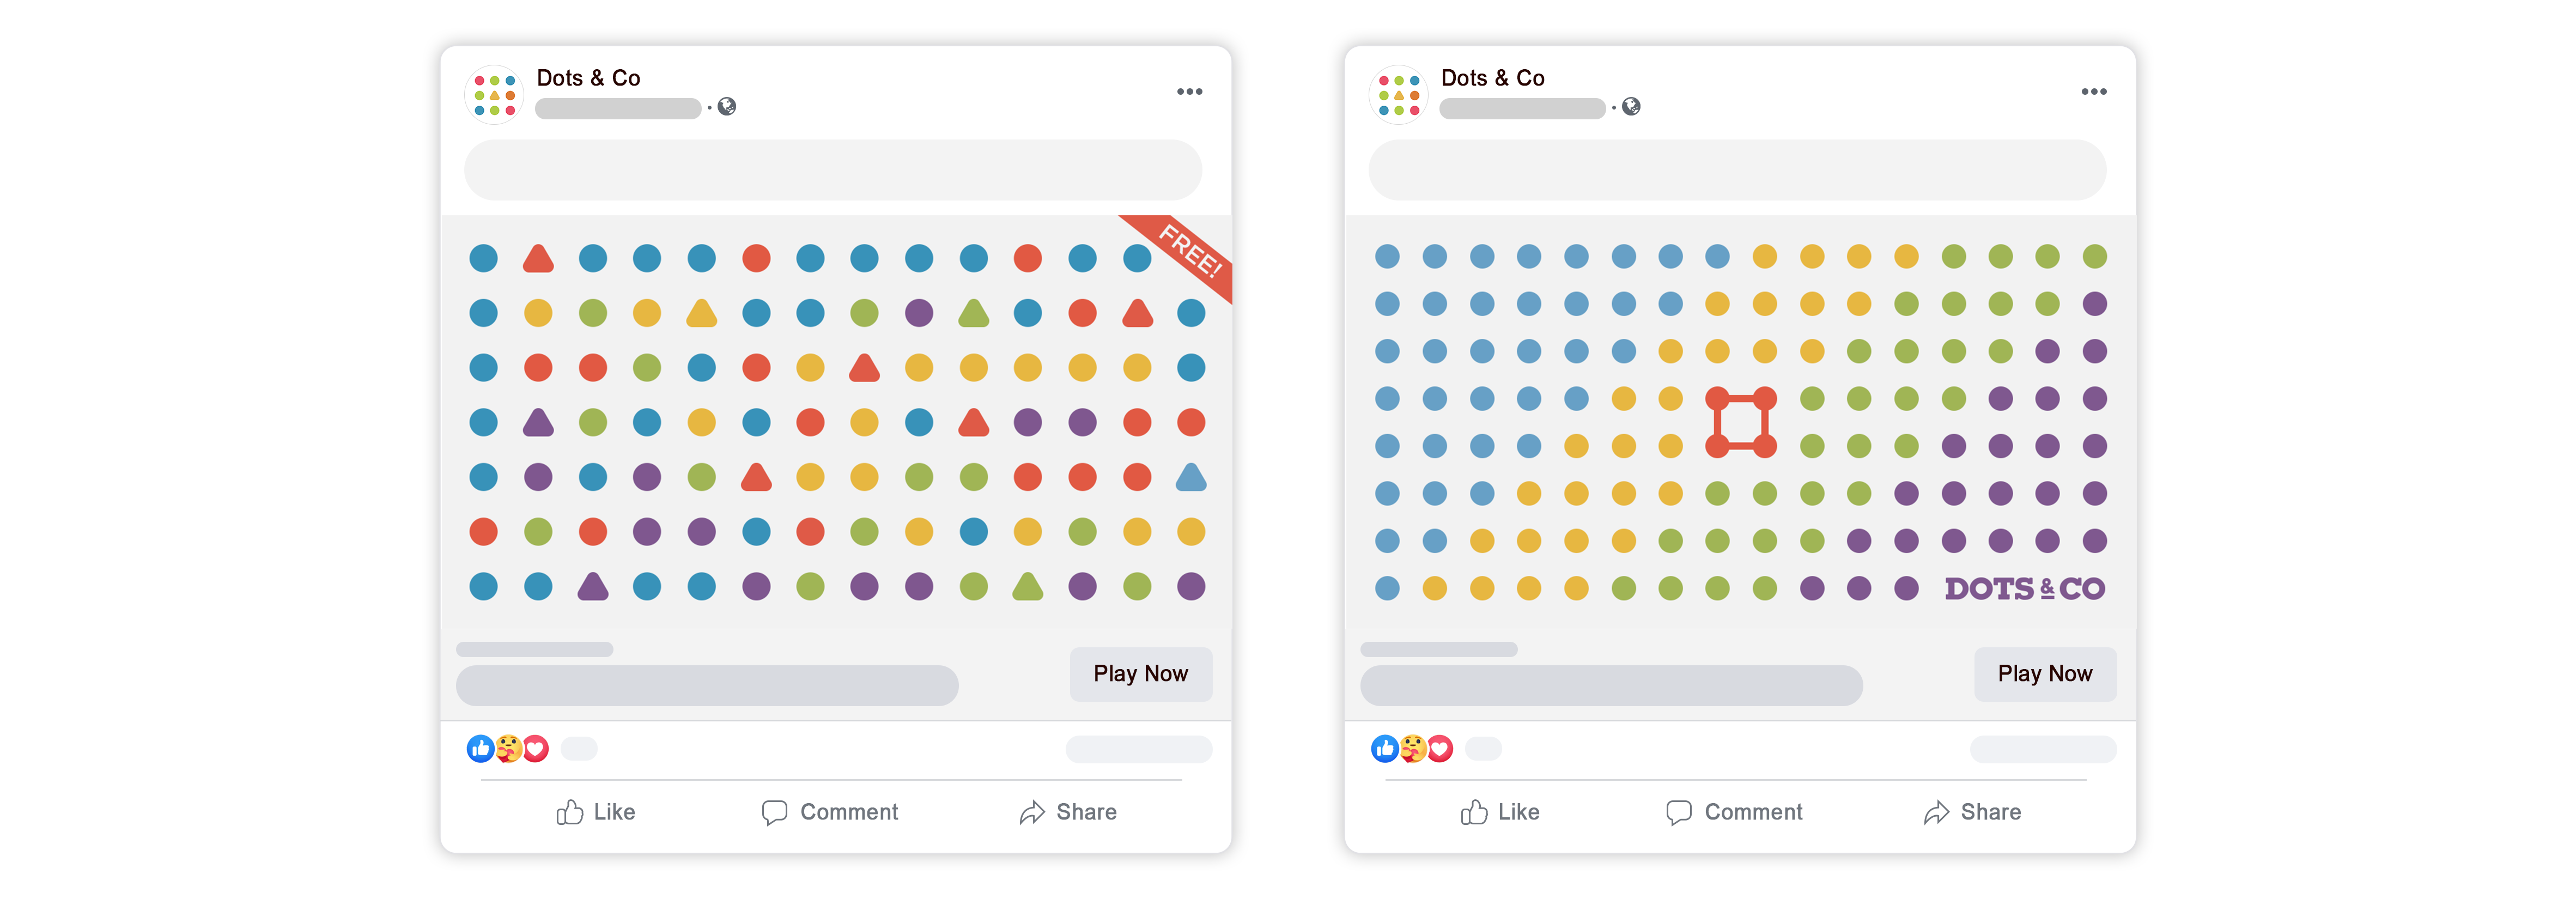 Dots & Co
FREE!
Play Now
Like
Comment
Share
Dots & Co
DOTS & CO
Play Now
Like
Comment
Share